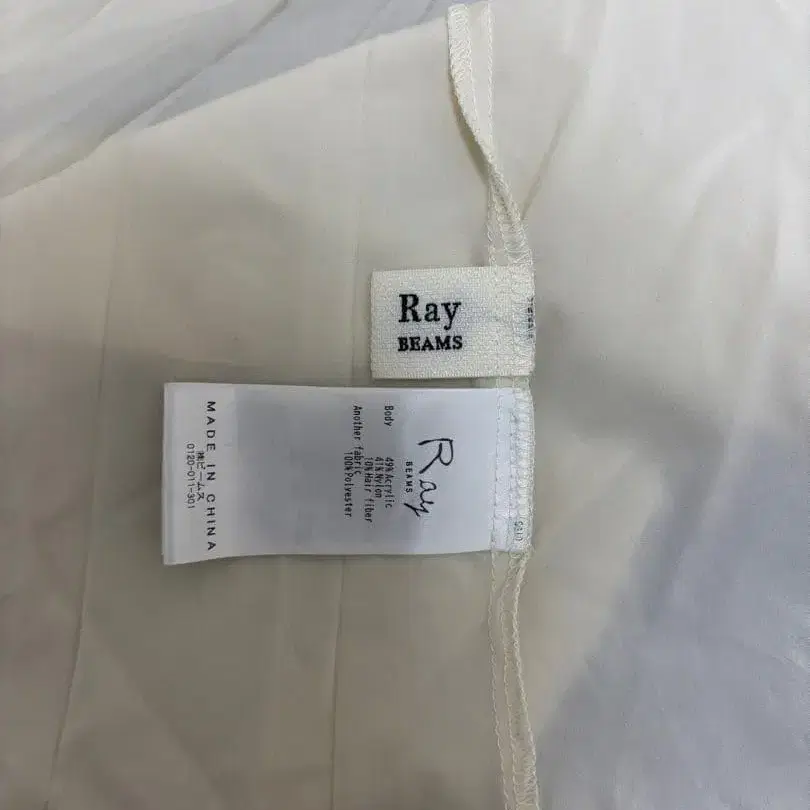 Ray
BEAMS
Ray
BEAMS
Body
49%Acrylic
41%Nylon
10%Hair fiber
Another fabric
100%Polyester
MADE IN CHINA
㈱ビームス
0120-011-301